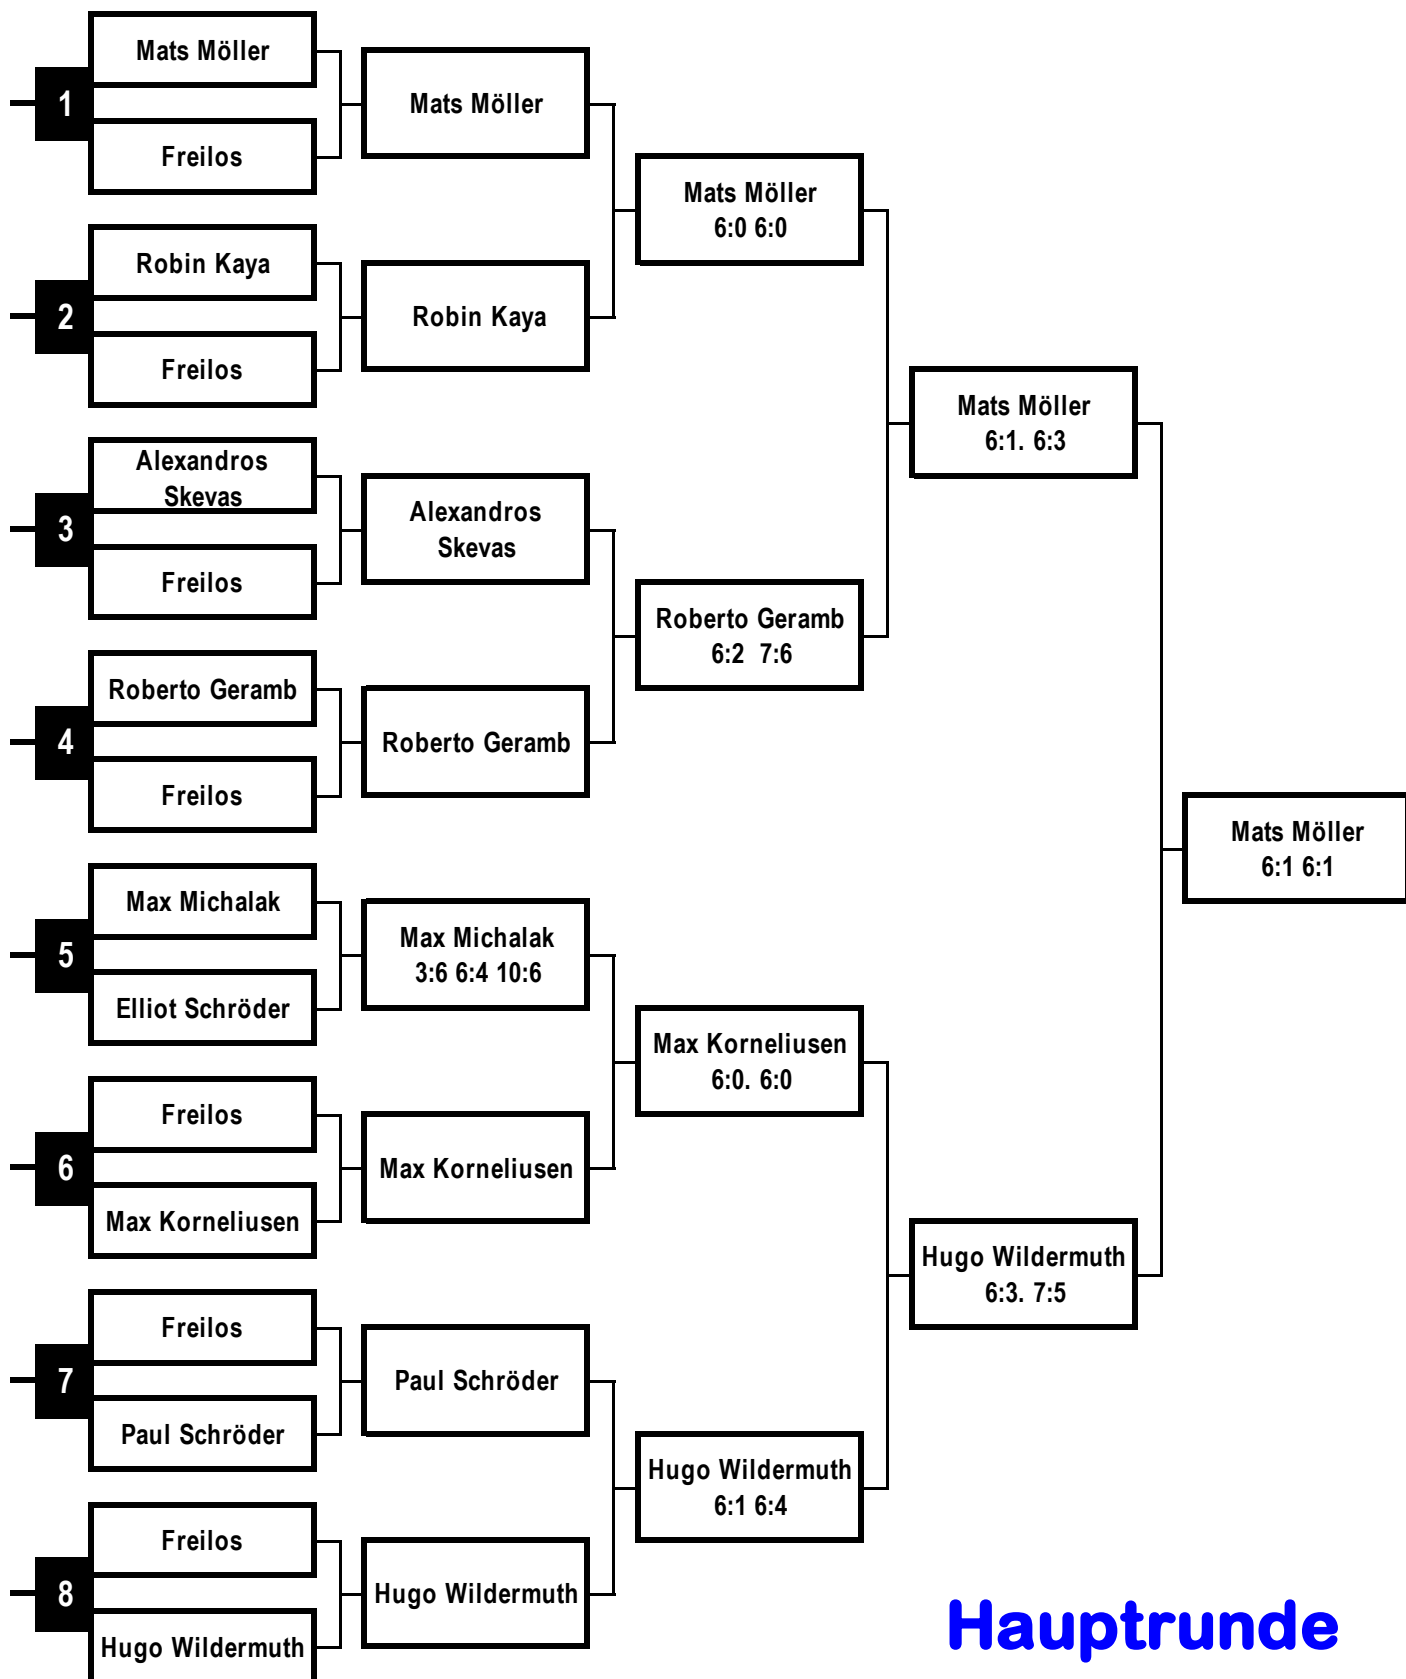 Mats Möller
1
Freilos
Robin Kaya
2
Freilos
Alexandros
Skevas
3
Freilos
Roberto Geramb
4
Freilos
Max Michalak
5
Elliot Schröder
Freilos
6
Max Korneliusen
Freilos
7
Paul Schröder
Freilos
8
Hugo Wildermuth
Mats Möller
Robin Kaya
Alexandros
Skevas
Roberto Geramb
Max Michalak
3:6 6:4 10:6
Max Korneliusen
Paul Schröder
Hugo Wildermuth
Mats Möller
6:0 6:0
Roberto Geramb
6:2  7:6
Max Korneliusen
6:0. 6:0
Hugo Wildermuth
6:1 6:4
Mats Möller
6:1. 6:3
Hugo Wildermuth
6:3. 7:5
Mats Möller
6:1 6:1
Hauptrunde